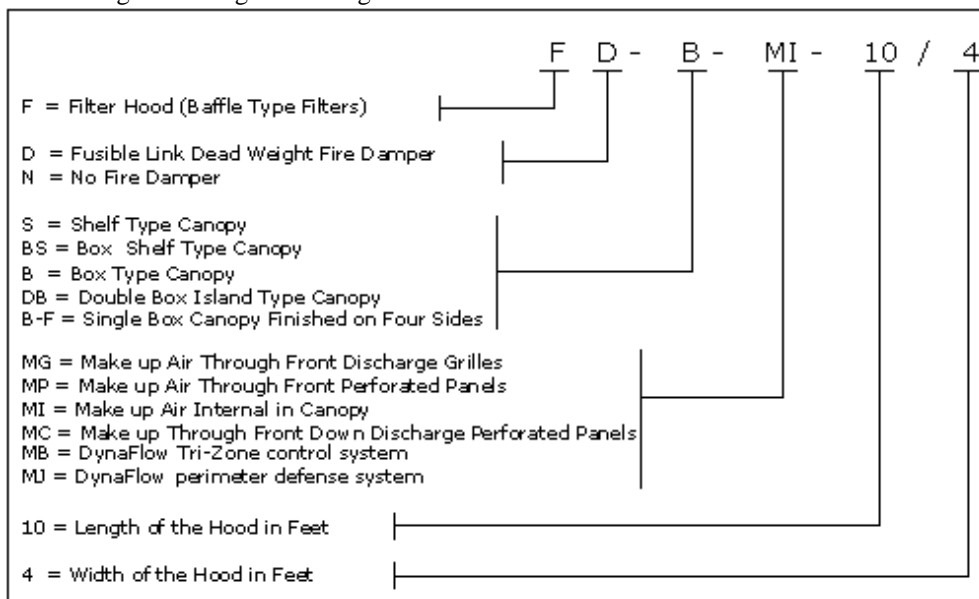 F D - B - MI - 10 / 4
F = Filter Hood (Baffle Type Filters)
D = Fusible Link Dead Weight Fire Damper
N = No Fire Damper
S = Shelf Type Canopy
BS = Box Shelf Type Canopy
B = Box Type Canopy
DB = Double Box Island Type Canopy
B-F = Single Box Canopy Finished on Four Sides
MG = Make up Air Through Front Discharge Grilles
MP = Make up Air Through Front Perforated Panels
MI = Make up Air Internal in Canopy
MC = Make up Through Front Down Discharge Perforated Panels
MB = DynaFlow Tri-Zone control system
MJ = DynaFlow perimeter defense system
10 = Length of the Hood in Feet
4 = Width of the Hood in Feet